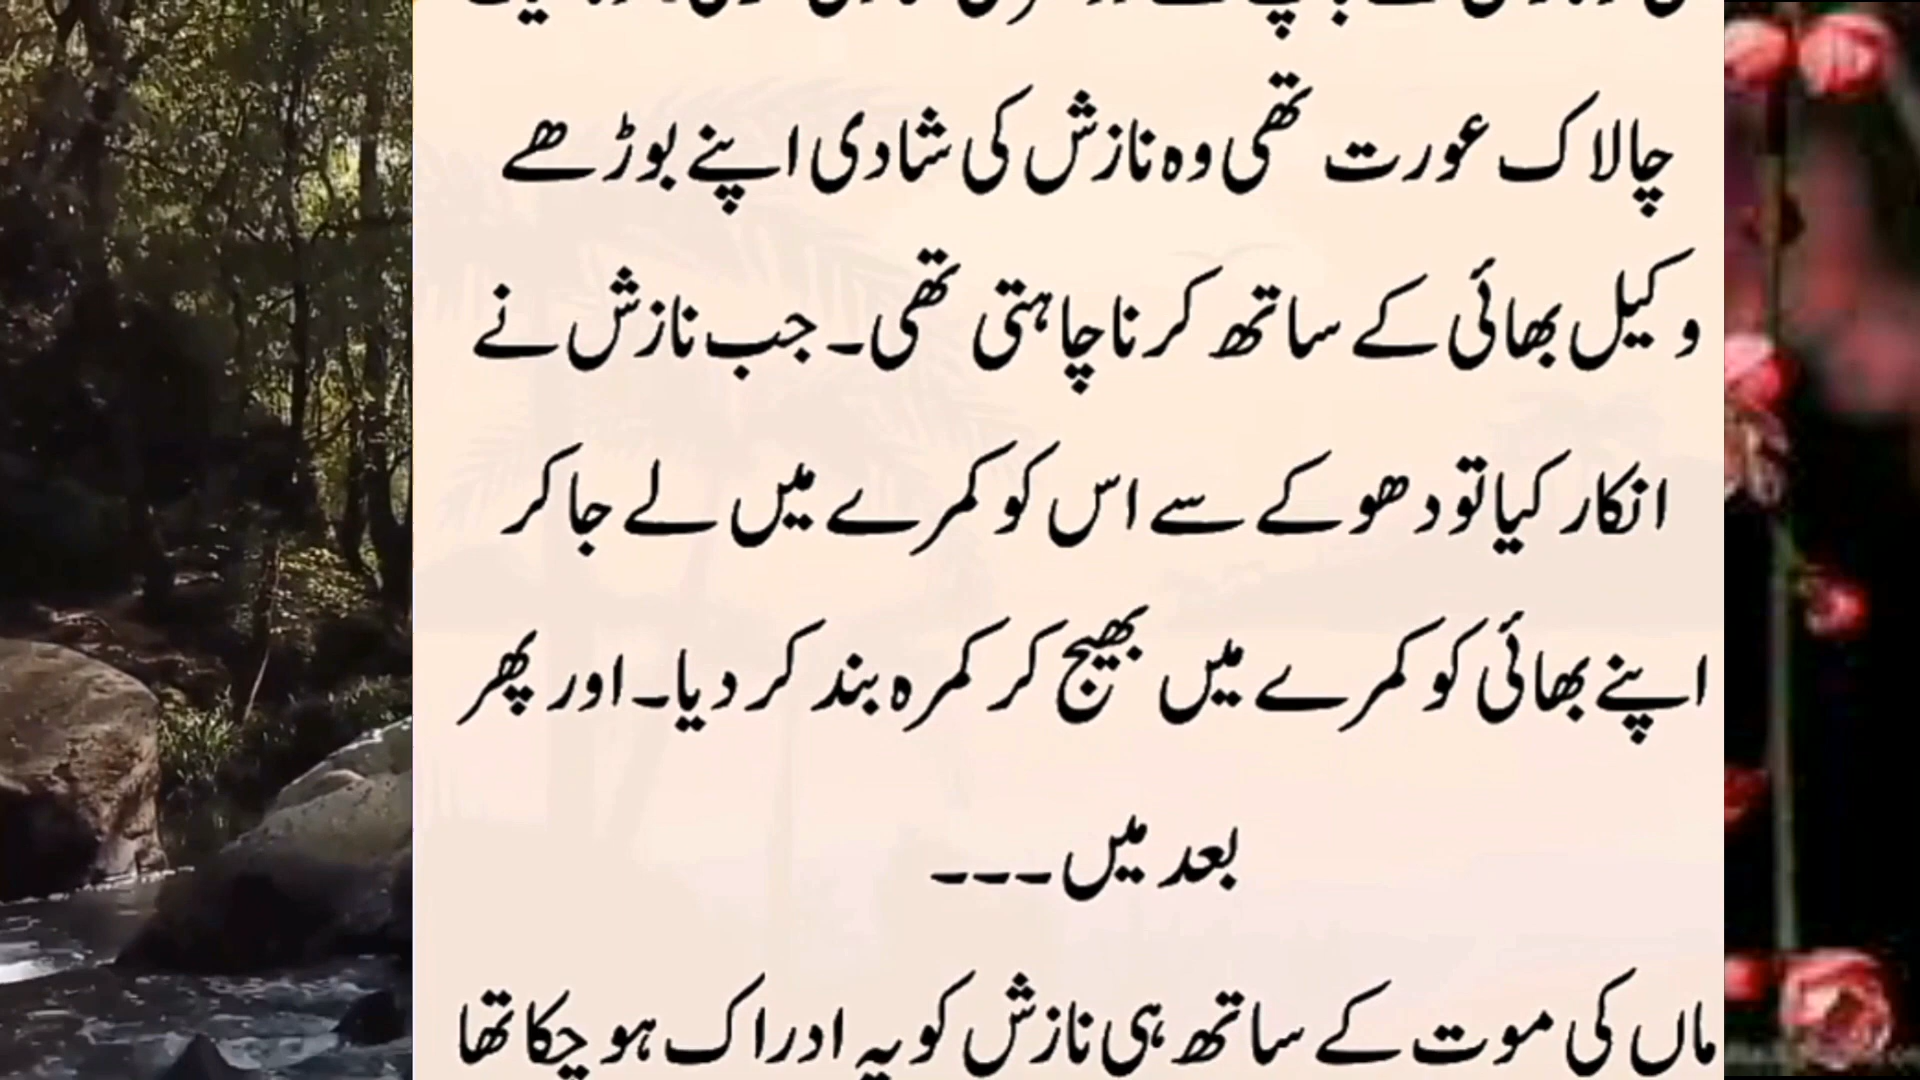 چالاک عورت تھی وہ نازش کی شادی اپنے بوڑھے
وکیل بھائی کے ساتھ کرنا چاہتی تھی۔ جب نازش نے
انکار کیا تو دھوکے سے اس کو کمرے میں لے جا کر
اپنے بھائی کو کمرے میں بھیج کر کمرہ بند کر دیا۔ اور پھر
بعد میں ۔۔۔
ماں کی موت کے ساتھ ہی نازش کو یہ ادراک ہو چکا تھا